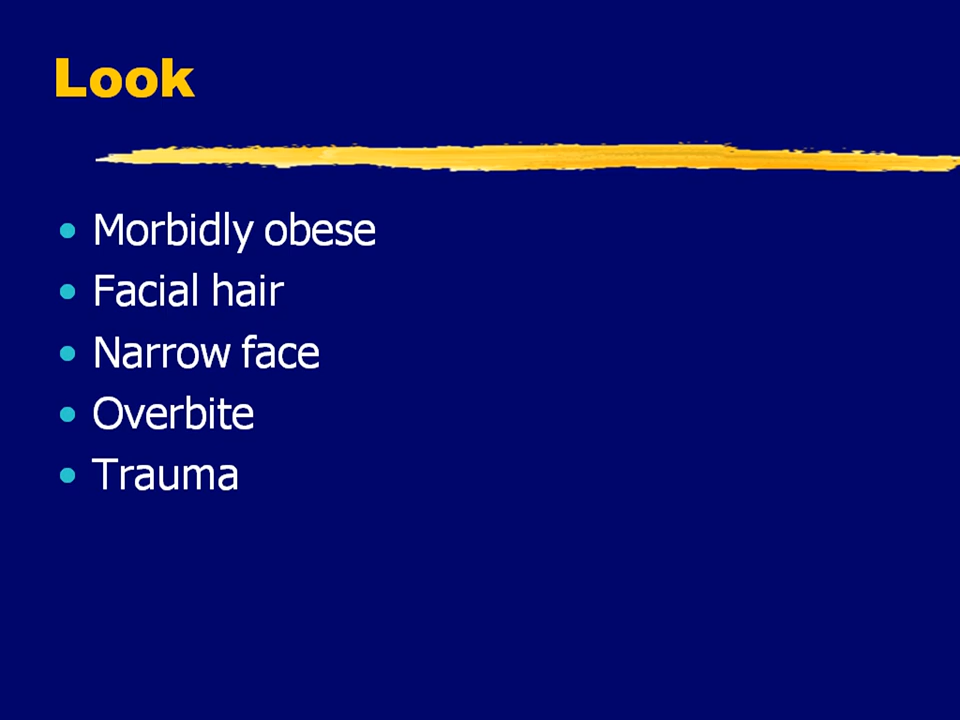 Look
• Morbidly obese
• Facial hair
• Narrow face
• Overbite
• Trauma